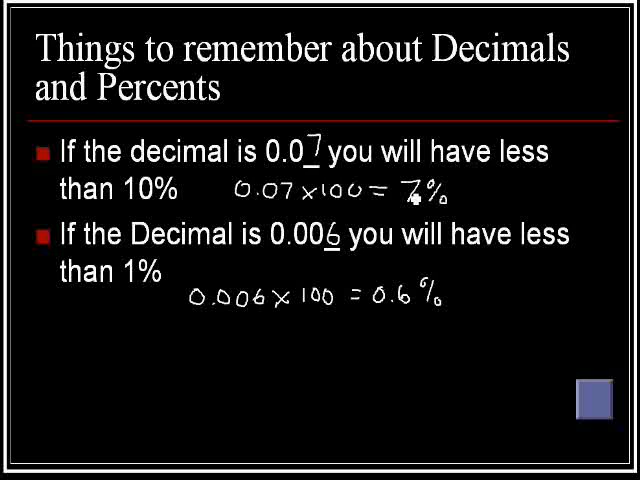 Things to remember about Decimals
and Percents
If the decimal is 0.07 you will have less
than 10% 0.07 × 100 = 7%
If the Decimal is 0.006 you will have less
than 1%
0.006 × 100 = 0.6%